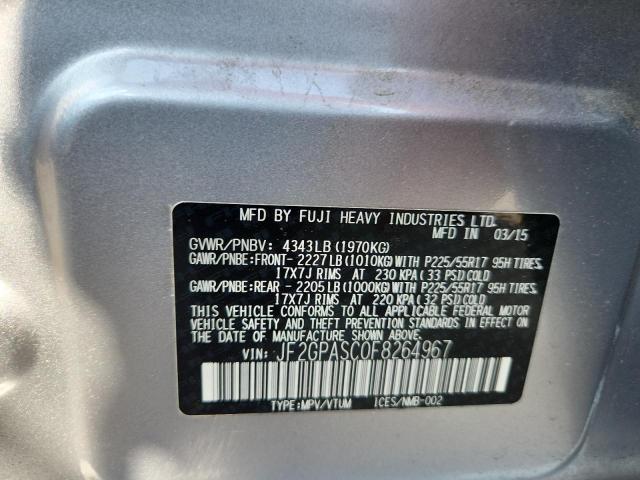 MFD BY FUJI HEAVY INDUSTRIES LTD.
MFD IN 03/15
GVWR/PNBV: 4343LB (1970KG)
GAWR/PNBE:FRONT- 2227LB (1010KG) WITH P225/55R17 95H TIRES
17X7J RIMS AT 230 KPA (33 PSI) COLD
GAWR/PNBE:REAR - 2205LB (1000KG) WITH P225/55R17 95H TIRES
17X7J RIMS AT 220 KPA (32 PSI) COLD
THIS VEHICLE CONFORMS TO ALL APPLICABLE FEDERAL MOTOR
VEHICLE SAFETY AND THEFT PREVENTION STANDARDS IN EFFECT ON
THE DATE OF MANUFACTURE SHOWN ABOVE.
VIN: JF2GPASC0F8264967
TYPE:MPV/VTUM ICES/NMB-002